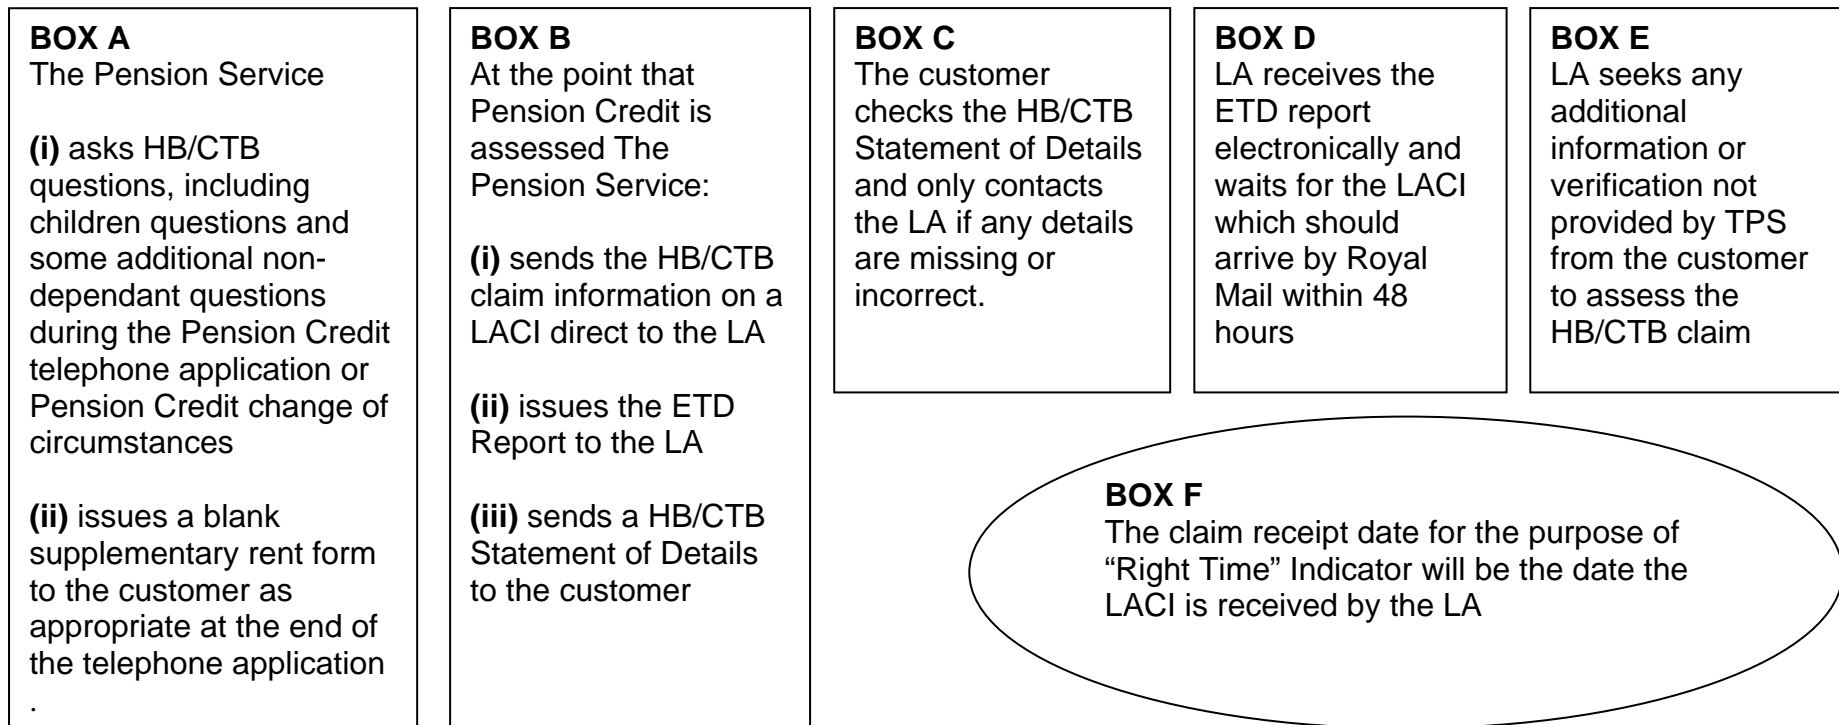 BOX A
The Pension Service
(i) asks HB/CTB
questions, including
children questions and
some additional non-
dependant questions
during the Pension Credit
telephone application or
Pension Credit change of
circumstances
(ii) issues a blank
supplementary rent form
to the customer as
appropriate at the end of
the telephone application
.
BOX B
At the point that
Pension Credit is
assessed The
Pension Service:
(i) sends the HB/CTB
claim information on a
LACI direct to the LA
(ii) issues the ETD
Report to the LA
(iii) sends a HB/CTB
Statement of Details
to the customer
BOX C
The customer
checks the HB/CTB
Statement of Details
and only contacts
the LA if any details
are missing or
incorrect.
BOX D
LA receives the
ETD report
electronically and
waits for the LACI
which should
arrive by Royal
Mail within 48
hours
BOX E
LA seeks any
additional
information or
verification not
provided by TPS
from the customer
to assess the
HB/CTB claim
BOX F
The claim receipt date for the purpose of
“Right Time” Indicator will be the date the
LACI is received by the LA